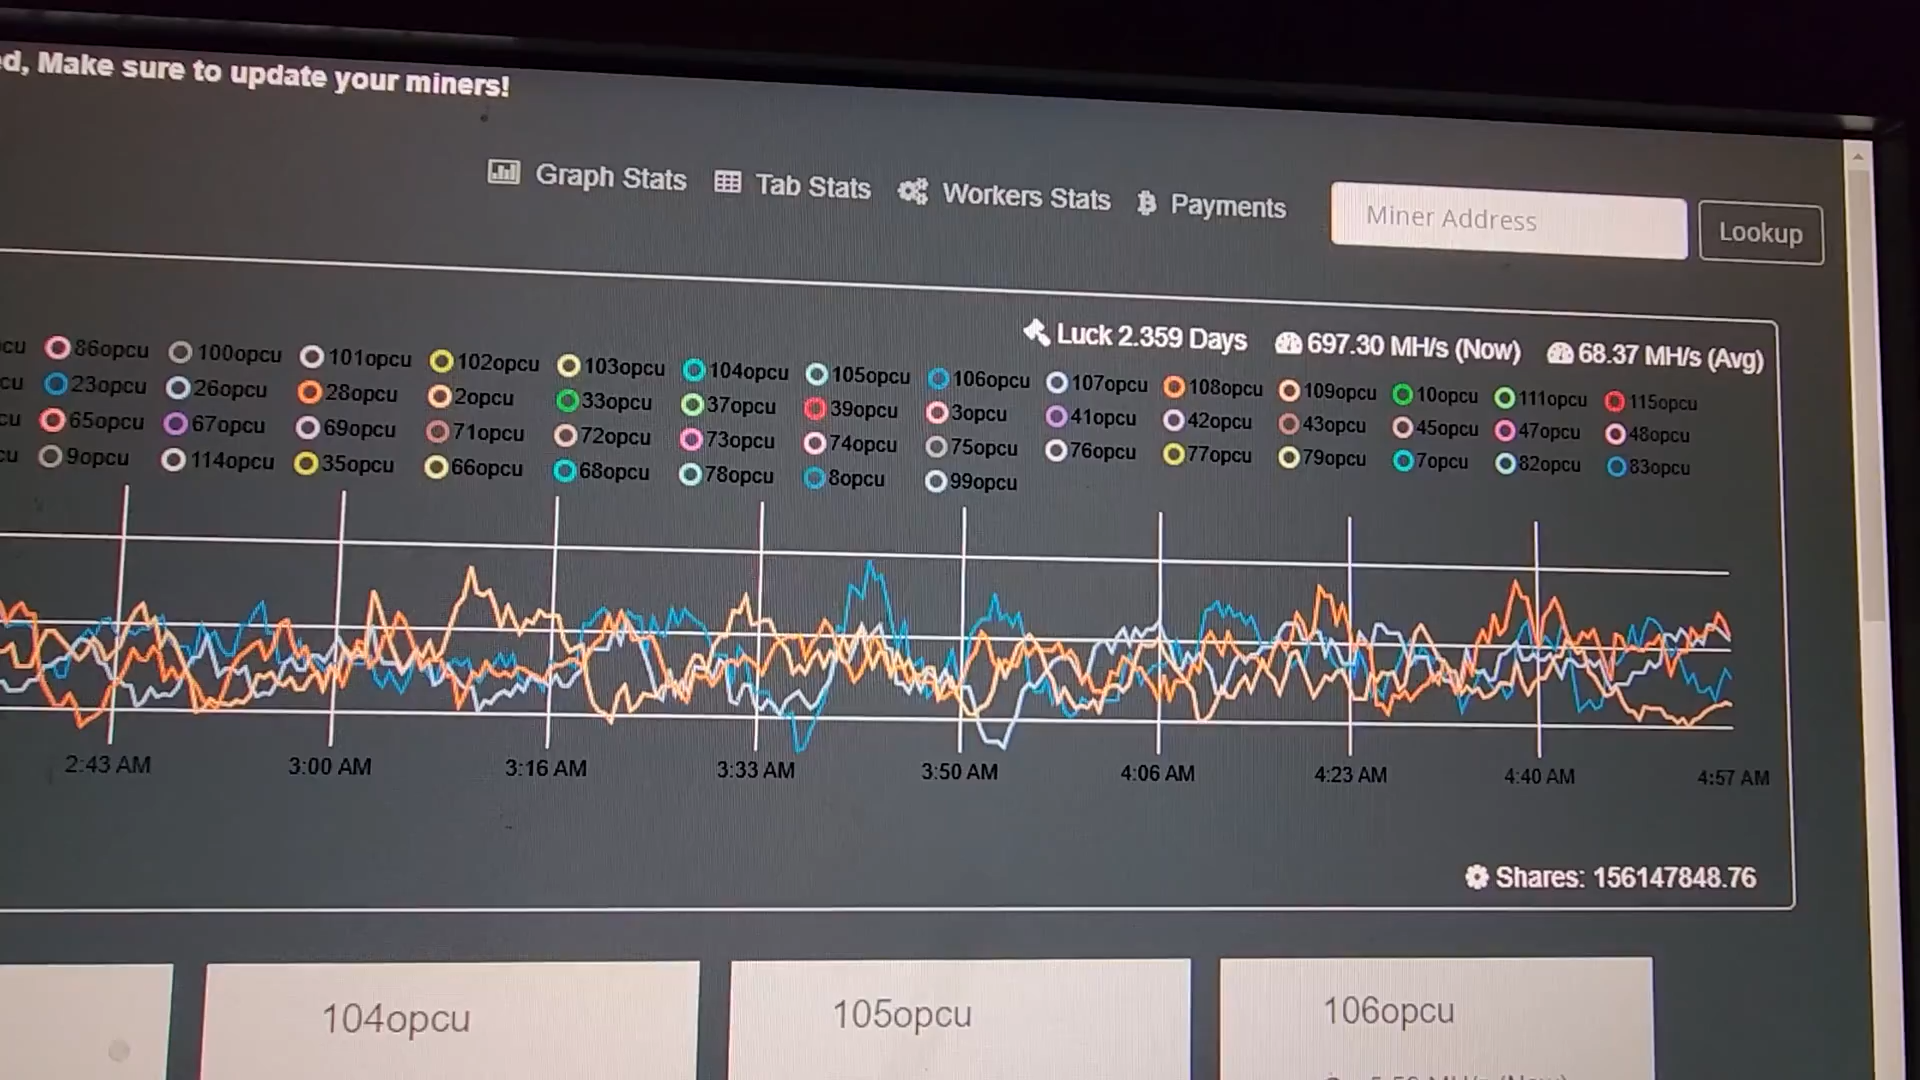 d, Make sure to update your miners!
Graph Stats Tab Stats Workers Stats Payments Miner Address Lookup
Luck 2.359 Days 697.30 MH/s (Now) 68.37 MH/s (Avg)
cu 86opcu 100opcu 101opcu 102opcu 103opcu 104opcu 105opcu 106opcu 107opcu 108opcu 109opcu 10opcu 111opcu 115opcu
cu 23opcu 26opcu 28opcu 2opcu 33opcu 37opcu 39opcu 3opcu 41opcu 42opcu 43opcu 45opcu 47opcu 48opcu
cu 65opcu 67opcu 69opcu 71opcu 72opcu 73opcu 74opcu 75opcu 76opcu 77opcu 79opcu 7opcu 82opcu 83opcu
cu 9opcu 114opcu 35opcu 66opcu 68opcu 78opcu 8opcu 99opcu
2:43 AM 3:00 AM 3:16 AM 3:33 AM 3:50 AM 4:06 AM 4:23 AM 4:40 AM 4:57 AM
Shares: 156147848.76
104opcu 105opcu 106opcu